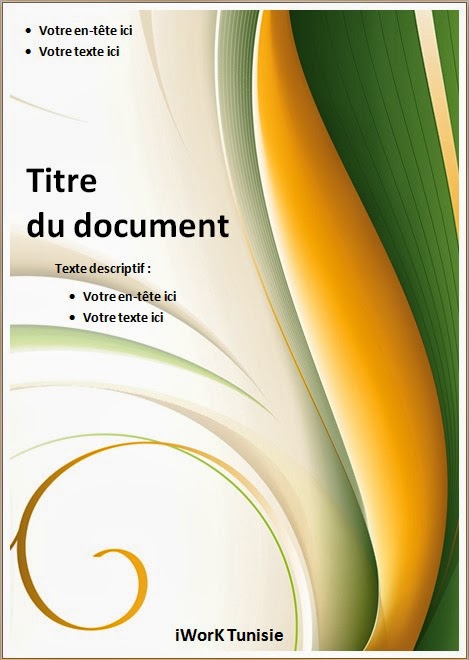 • Votre en-tête ici
• Votre texte ici
Titre
du document
Texte descriptif :
• Votre en-tête ici
• Votre texte ici
iWorK Tunisie